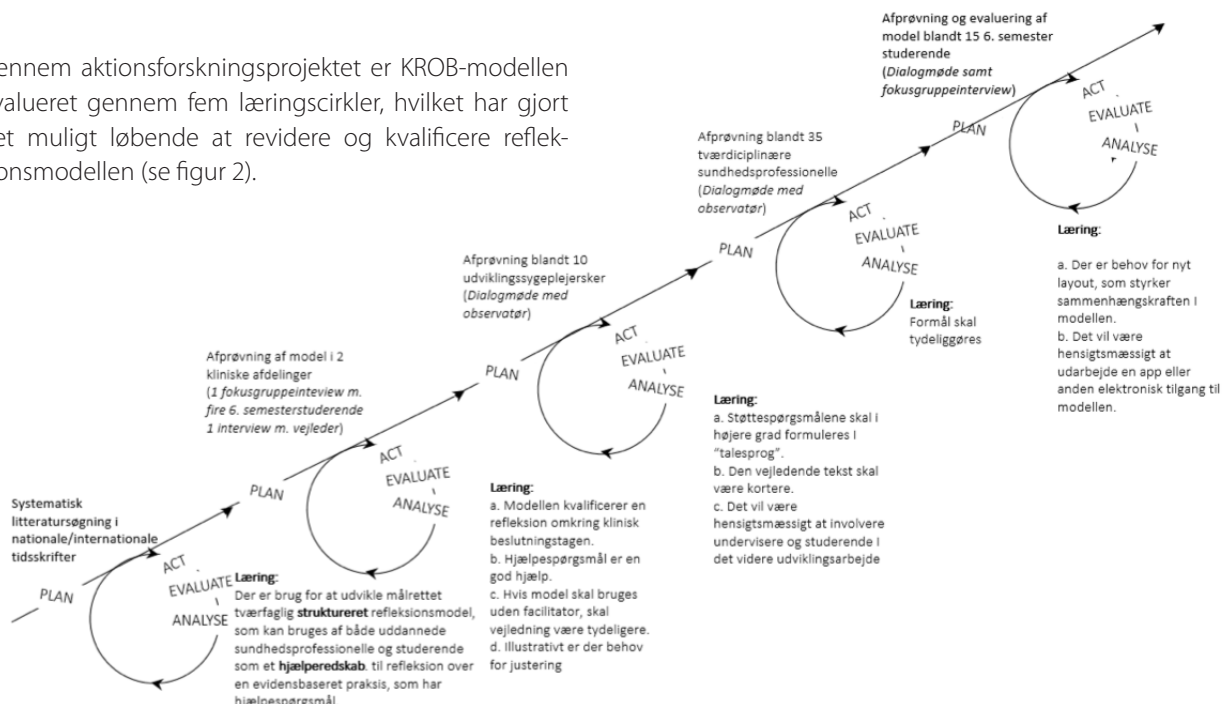 ennem aktionsforskningsprojektet er KROB-modellen
valueret gennem fem læringscirkler, hvilket har gjort
et muligt løbende at revidere og kvalificere reflek-
onsmodellen (se figur 2).
Systematisk
litteratursøgning i
nationale/internationale
tidsskrifter
PLAN
ACT
EVALUATE
ANALYSE
Læring:
Der er brug for at udvikle målrettet
tværfaglig struktureret refleksionsmodel,
som kan bruges af både uddannede
sundhedsprofessionelle og studerende
som et hjælperedskab. til refleksion over
en evidensbaseret praksis, som har
hjælpespørgsmål
Afprøvning af model i 2
kliniske afdelinger
(1 fokusgruppeinteview m.
fire 6. semesterstuderende
1 interview m. vejleder)
PLAN
ACT
EVALUATE
ANALYSE
Læring:
a. Modellen kvalificerer en
refleksion omkring klinisk
beslutningstagen.
b. Hjælpespørgsmål er en
god hjælp.
c. Hvis model skal bruges
uden facilitator, skal
vejledning være tydeligere.
d. Illustrativt er der behov
for justering
Afprøvning blandt 10
udviklingssygeplejersker
(Dialogmøde med
observatør)
PLAN
ACT
EVALUATE
ANALYSE
Læring:
a. Støttespørgsmålene skal i
højere grad formuleres I
"talesprog".
b. Den vejledende tekst skal
være kortere.
c. Det vil være
hensigtsmæssigt at involvere
undervisere og studerende I
det videre udviklingsarbejde
Afprøvning blandt 35
tværdiciplinære
sundhedsprofessionelle
(Dialogmøde med
observatør)
PLAN
ACT
EVALUATE
ANALYSE
Læring:
Formål skal
tydeliggøres
Afprøvning og evaluering af
model blandt 15 6. semester
studerende
(Dialogmøde samt
fokusgruppeinterview)
PLAN
ACT
EVALUATE
ANALYSE
Læring:
a. Der er behov for nyt
layout, som styrker
sammenhængskraften I
modellen.
b. Det vil være
hensigtsmæssigt at
udarbejde en app eller
anden elektronisk tilgang til
modellen.